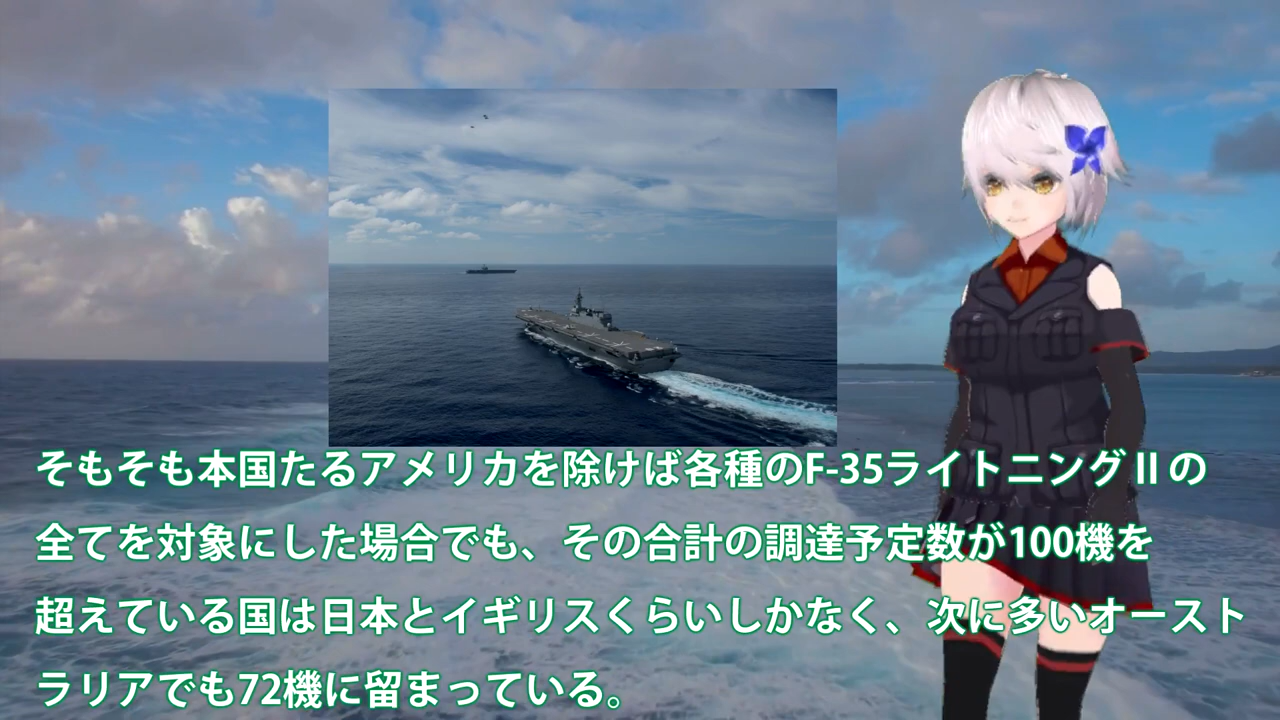 そもそも本国たるアメリカを除けば各種のF-35ライトニングⅡの
全てを対象にした場合でも、その合計の調達予定数が100機を
超えている国は日本とイギリスくらいしかなく、次に多いオースト
ラリアでも72機に留まっている。